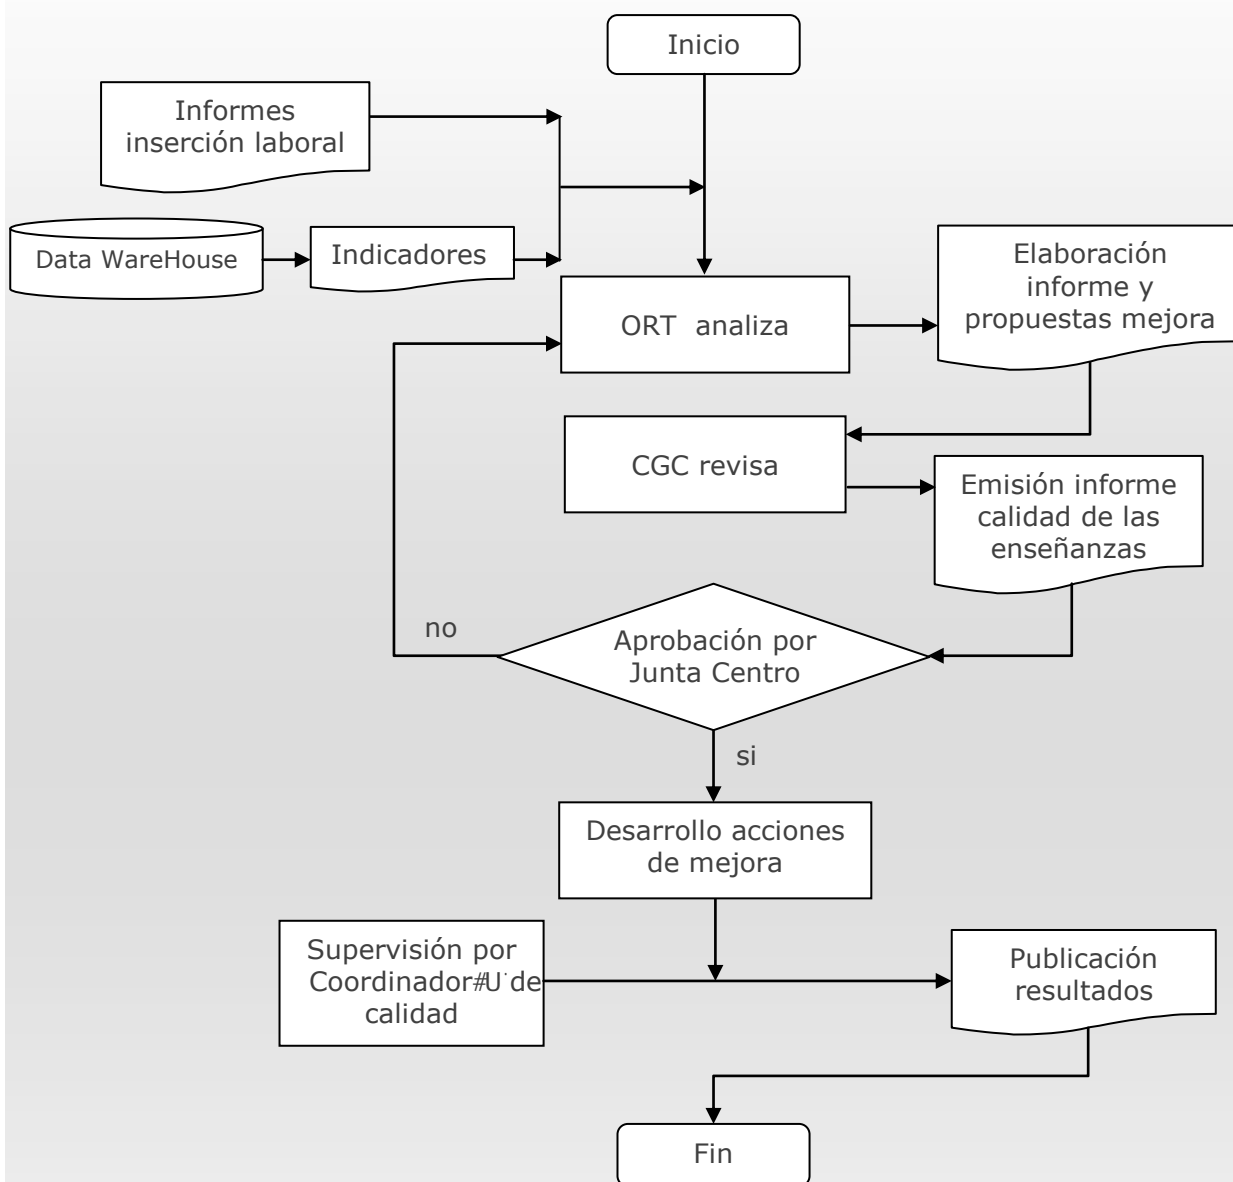 Inicio
Informes
inserción laboral
Data WareHouse
Indicadores
Elaboración
informe y
propuestas mejora
ORT analiza
CGC revisa
Emisión informe
calidad de las
enseñanzas
no
Aprobación por
Junta Centro
si
Desarrollo acciones
de mejora
Supervisión por
Coordinador#U de
calidad
Publicación
resultados
Fin